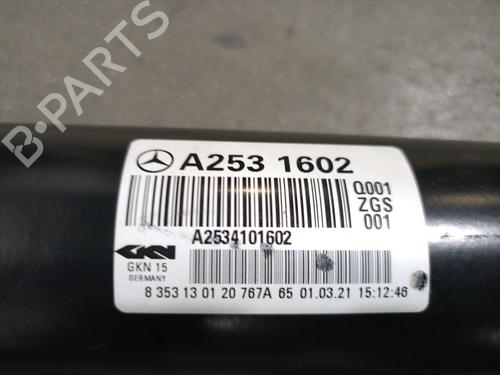 A253 1602
Q001
ZGS
001
A2534101602
GKN
GKN 15
GERMANY
8 353 13 01 20 767A 65 01.03.21 15:12:46
B-PARTS